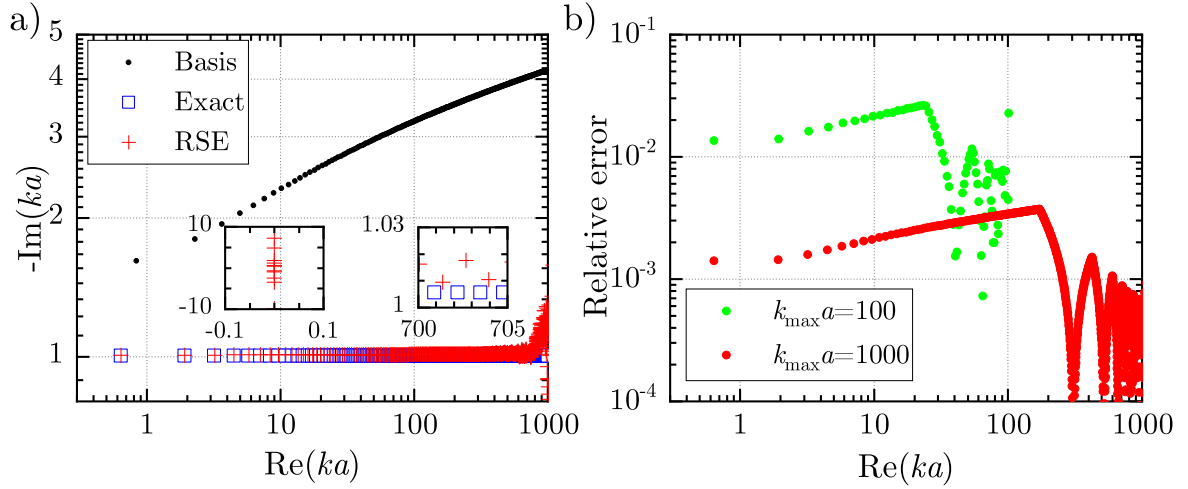 a)
-Im(ka)
5
4
3
2
1
Basis
Exact
RSE
10
-10
-0.1
0.1
1.03
1
700
705
1
10
100
1000
Re(ka)
b)
Relative error
10^-1
10^-2
10^-3
10^-4
k_max a=100
k_max a=1000
1
10
100
1000
Re(ka)